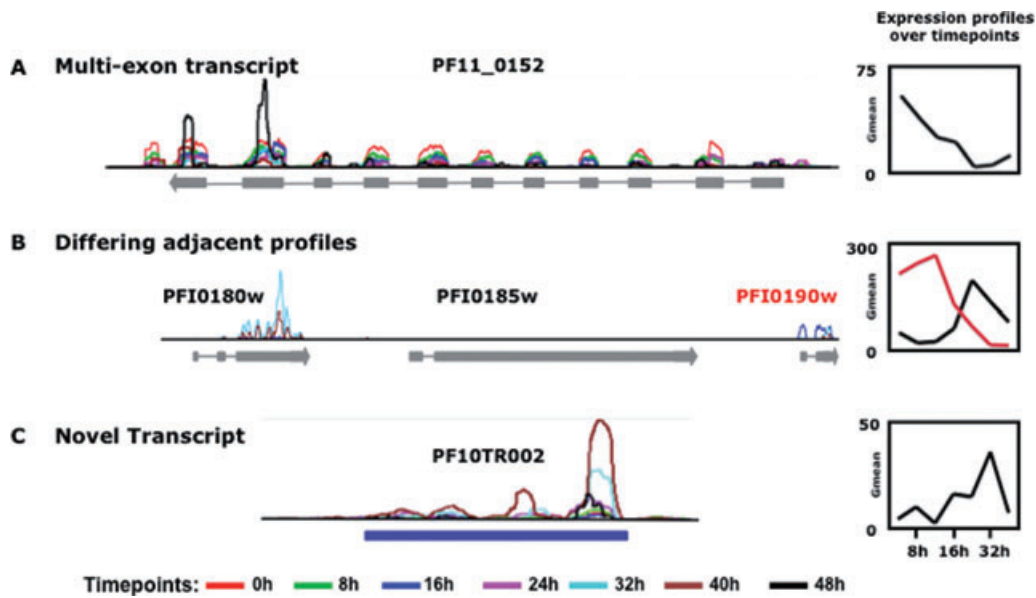 Expression profiles
over timepoints
A Multi-exon transcript PF11_0152
75
Gmean
0
B Differing adjacent profiles
300
PFI0180w PFI0185w PFI0190w
Gmean
0
C Novel Transcript
50
PF10TR002
Gmean
0
8h 16h 32h
Timepoints: 0h 8h 16h 24h 32h 40h 48h